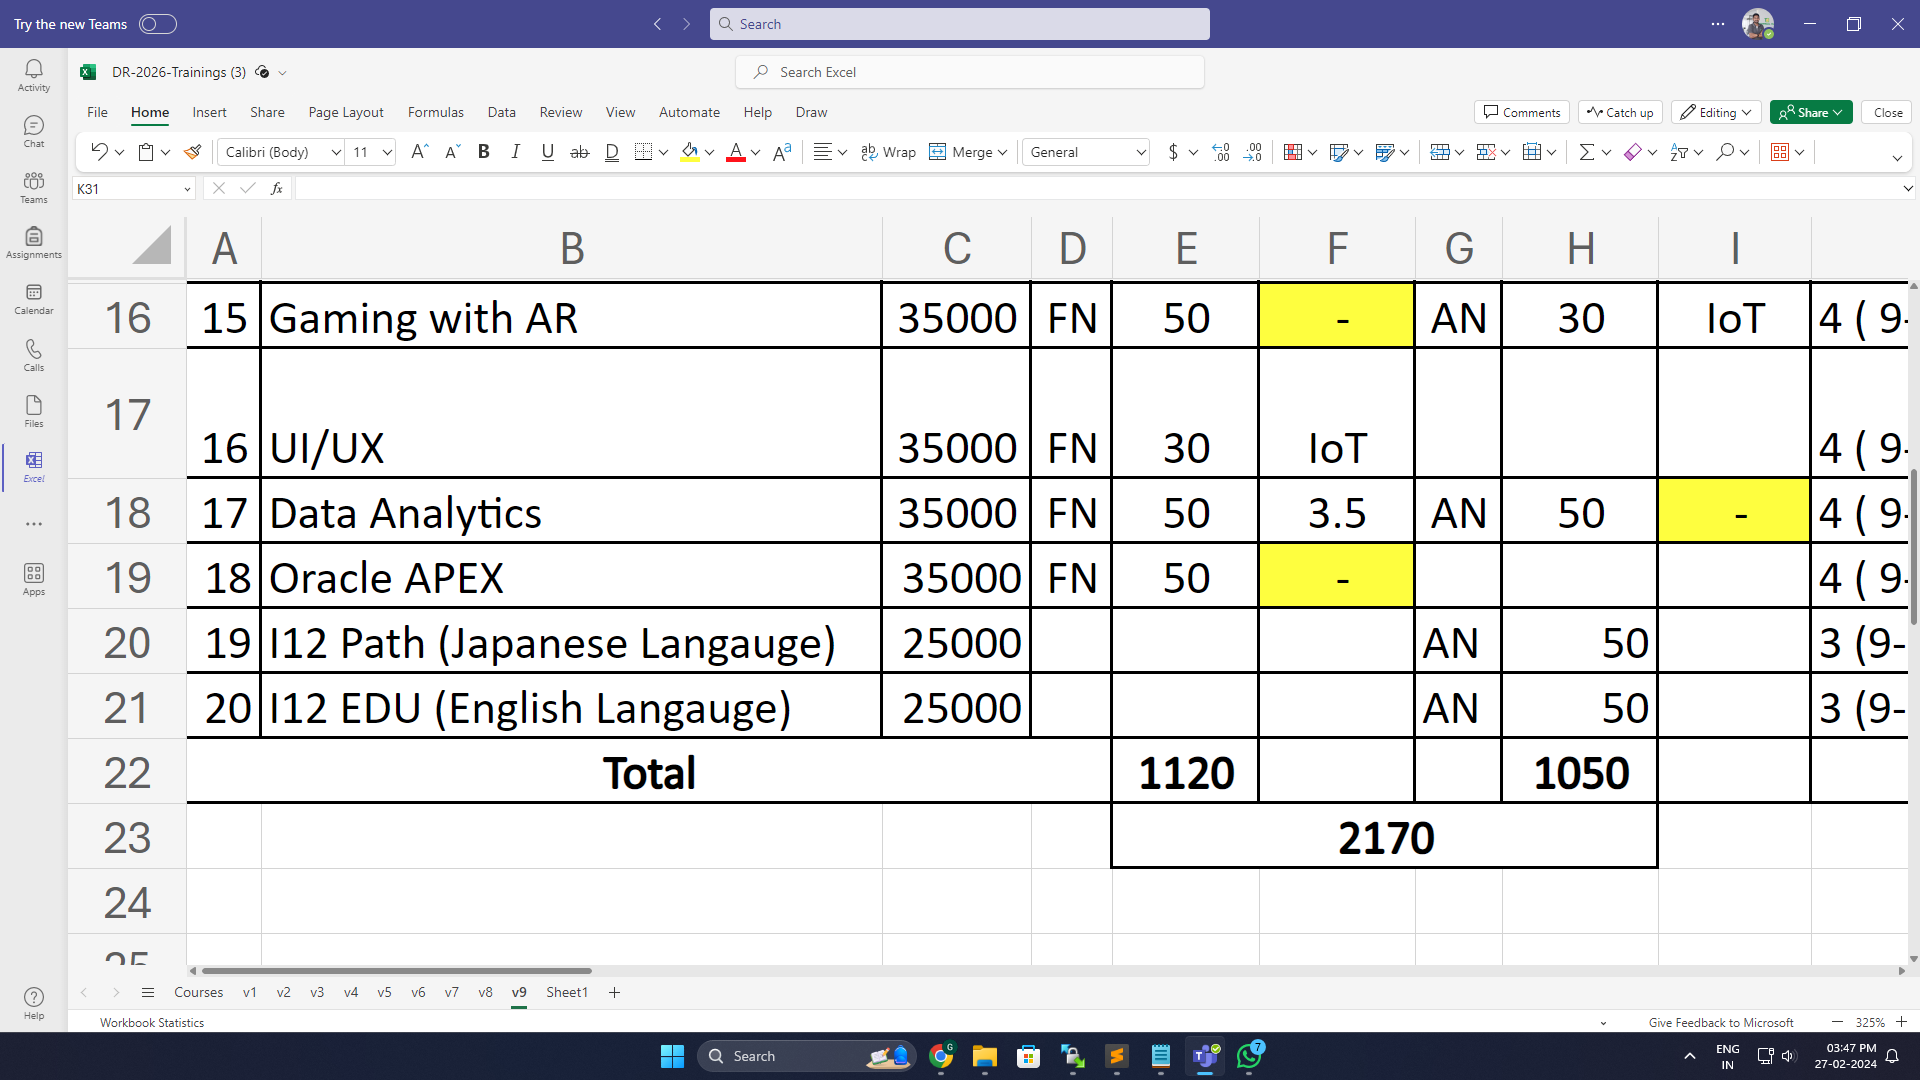 Try the new Teams
Search
Activity
Chat
Teams
Assignments
Calendar
Calls
Files
Excel
Apps
Help
DR-2026-Trainings (3)
Search Excel
File Home Insert Share Page Layout Formulas Data Review View Automate Help Draw
Comments Catch up Editing Share Close
Calibri (Body) 11 Wrap Merge General
K31
A B C D E F G H I
16 15 Gaming with AR 35000 FN 50 - AN 30 IoT 4 ( 9-
17 16 UI/UX 35000 FN 30 IoT 4 ( 9-
18 17 Data Analytics 35000 FN 50 3.5 AN 50 - 4 ( 9-
19 18 Oracle APEX 35000 FN 50 - 4 ( 9-
20 19 I12 Path (Japanese Langauge) 25000 AN 50 3 (9-
21 20 I12 EDU (English Langauge) 25000 AN 50 3 (9-
22 Total 1120 1050
23 2170
24
25
Courses v1 v2 v3 v4 v5 v6 v7 v8 v9 Sheet1
Workbook Statistics Give Feedback to Microsoft 325%
Search
7
ENG
IN
03:47 PM
27-02-2024